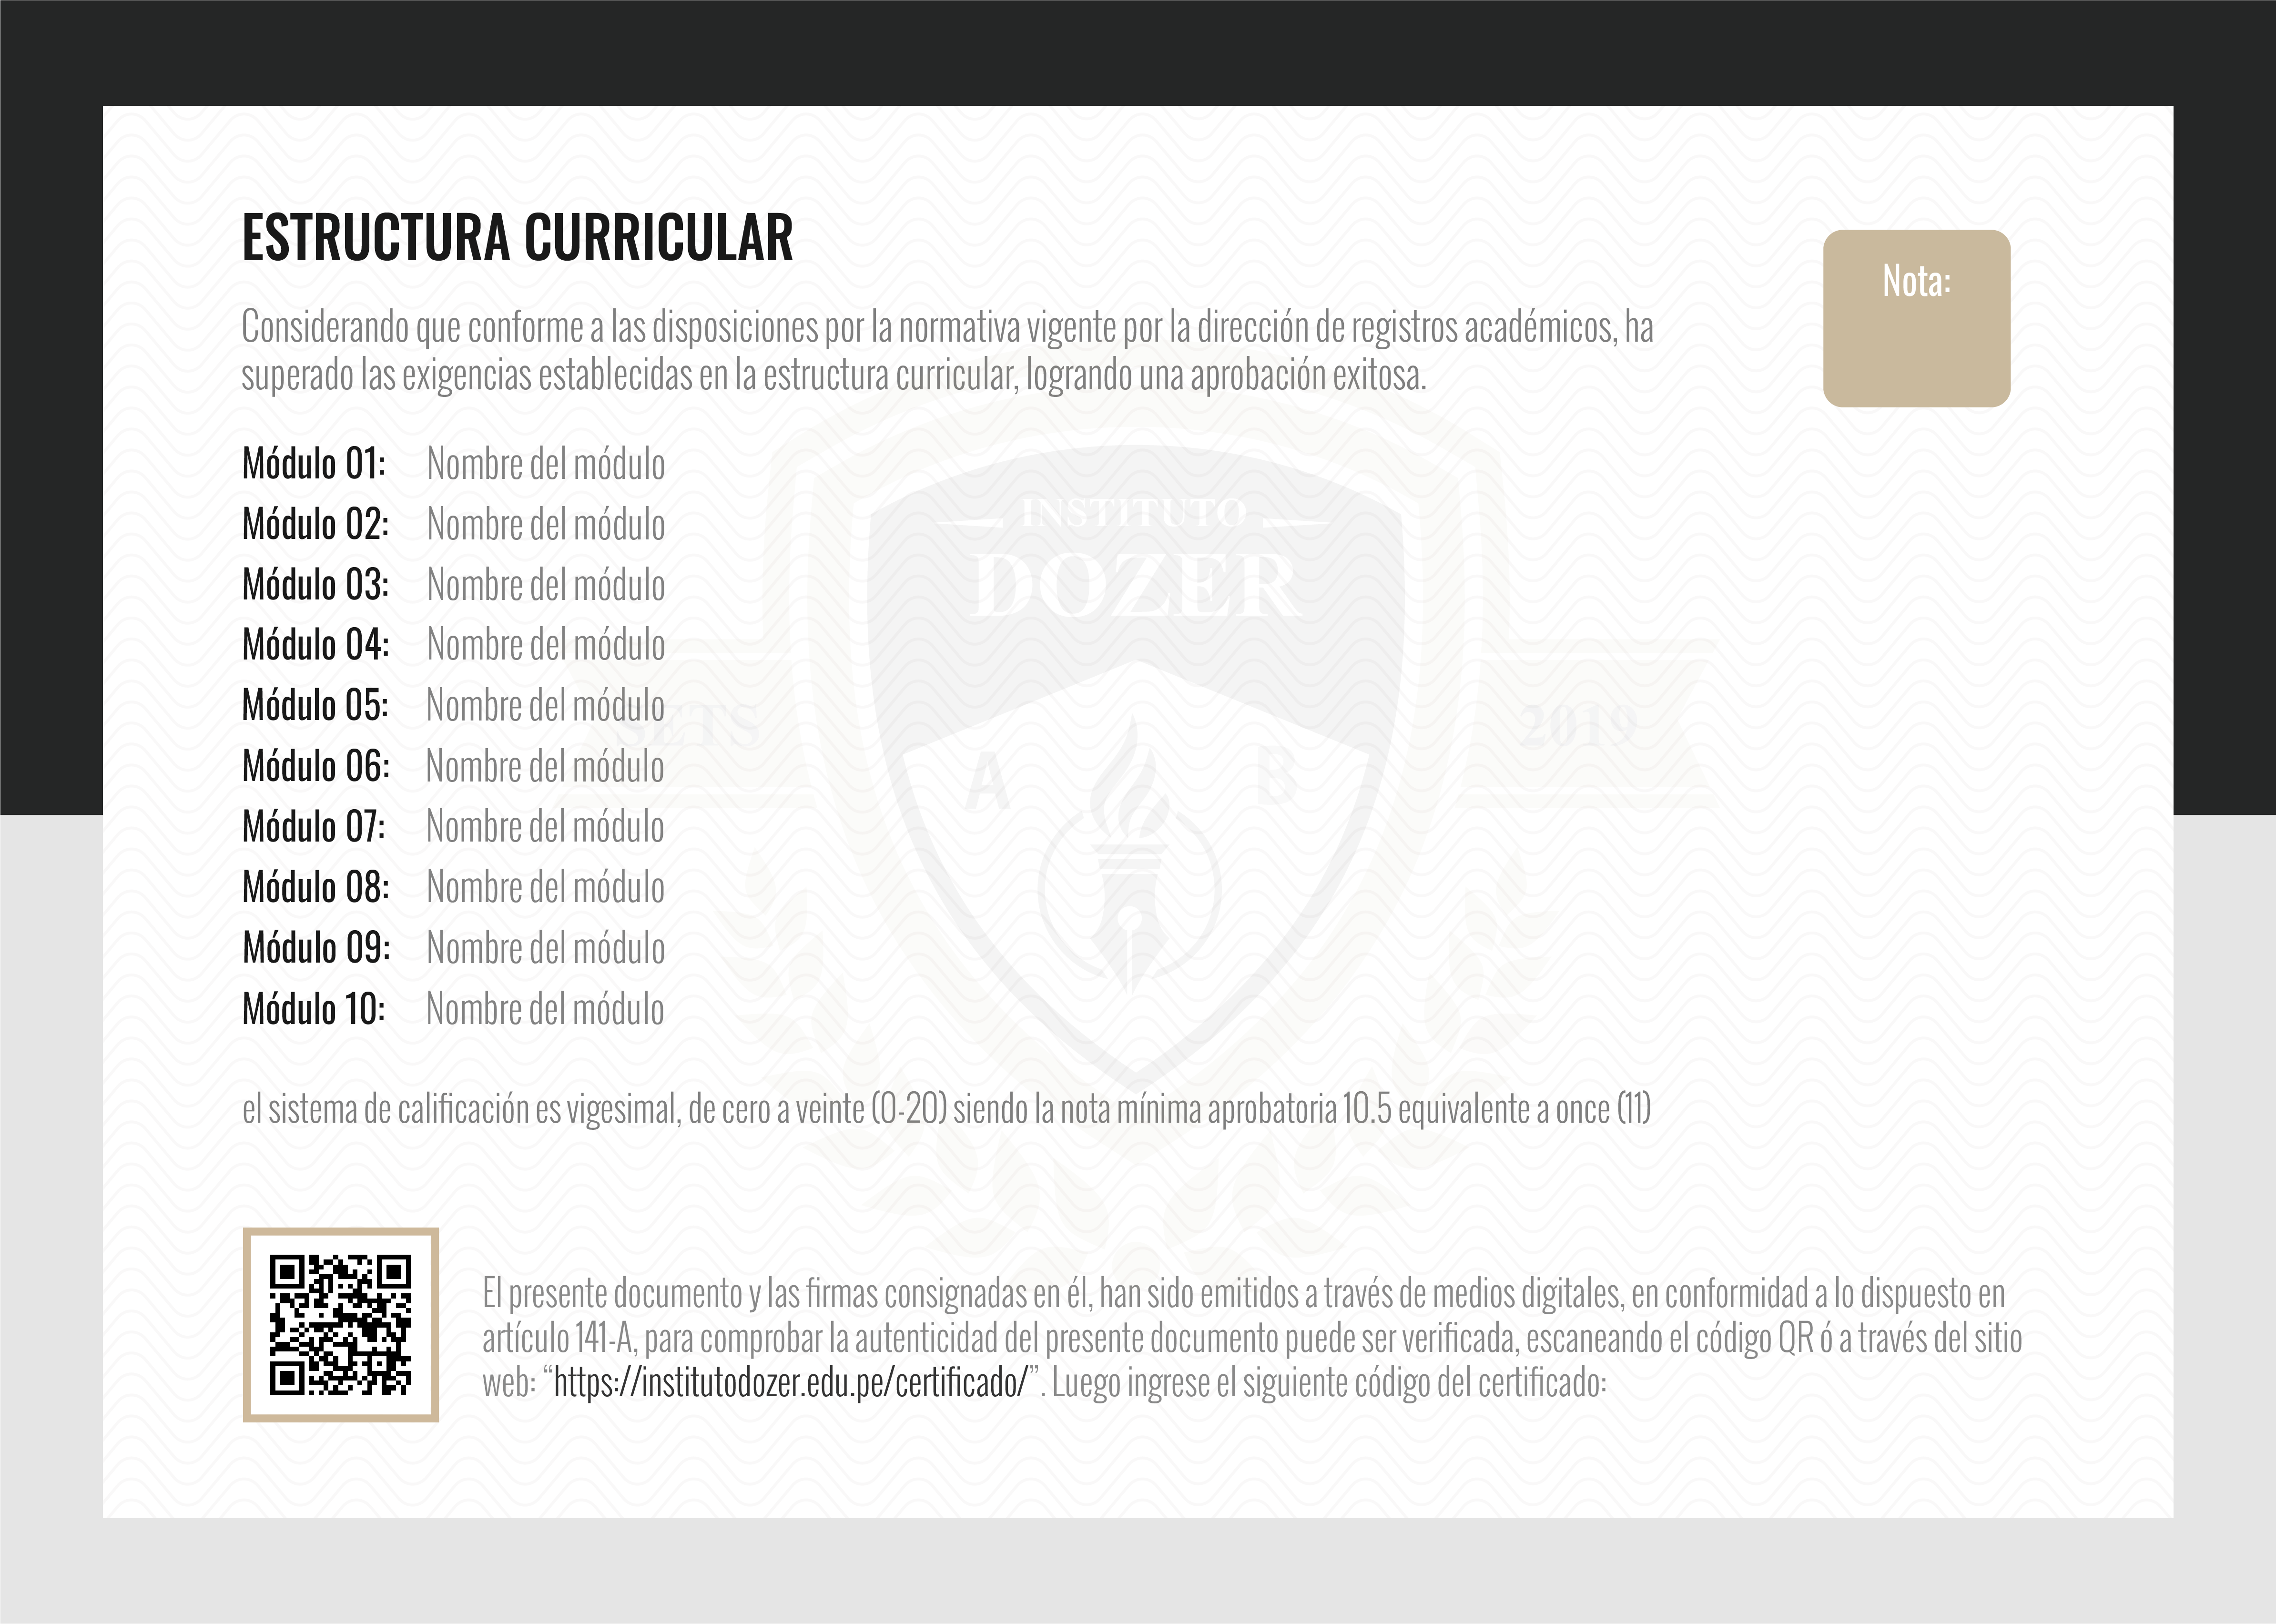 ESTRUCTURA CURRICULAR
Nota:
Considerando que conforme a las disposiciones por la normativa vigente por la dirección de registros académicos, ha
superado las exigencias establecidas en la estructura curricular, logrando una aprobación exitosa.
Módulo 01: Nombre del módulo
Módulo 02: Nombre del módulo
Módulo 03: Nombre del módulo
Módulo 04: Nombre del módulo
Módulo 05: Nombre del módulo
Módulo 06: Nombre del módulo
Módulo 07: Nombre del módulo
Módulo 08: Nombre del módulo
Módulo 09: Nombre del módulo
Módulo 10: Nombre del módulo
INSTITUTO
DOZER
SETS 2019
A B
el sistema de calificación es vigesimal, de cero a veinte (0-20) siendo la nota mínima aprobatoria 10.5 equivalente a once (11)
El presente documento y las firmas consignadas en él, han sido emitidos a través de medios digitales, en conformidad a lo dispuesto en
artículo 141-A, para comprobar la autenticidad del presente documento puede ser verificada, escaneando el código QR ó a través del sitio
web: “https://institutodozer.edu.pe/certificado/”. Luego ingrese el siguiente código del certificado: